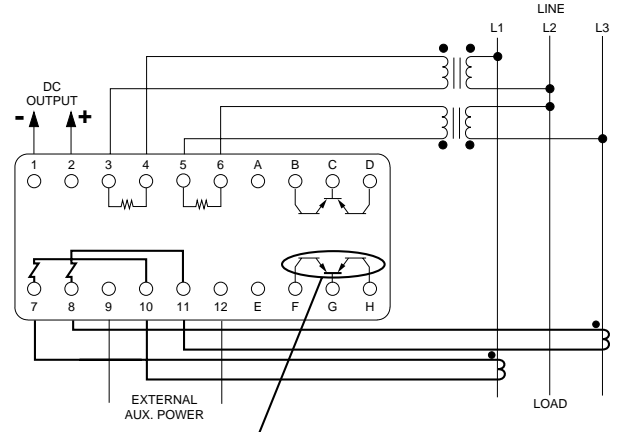 LINE
L1 L2 L3
DC
OUTPUT
- +
1 2 3 4 5 6 A B C D
7 8 9 10 11 12 E F G H
EXTERNAL
AUX. POWER
LOAD